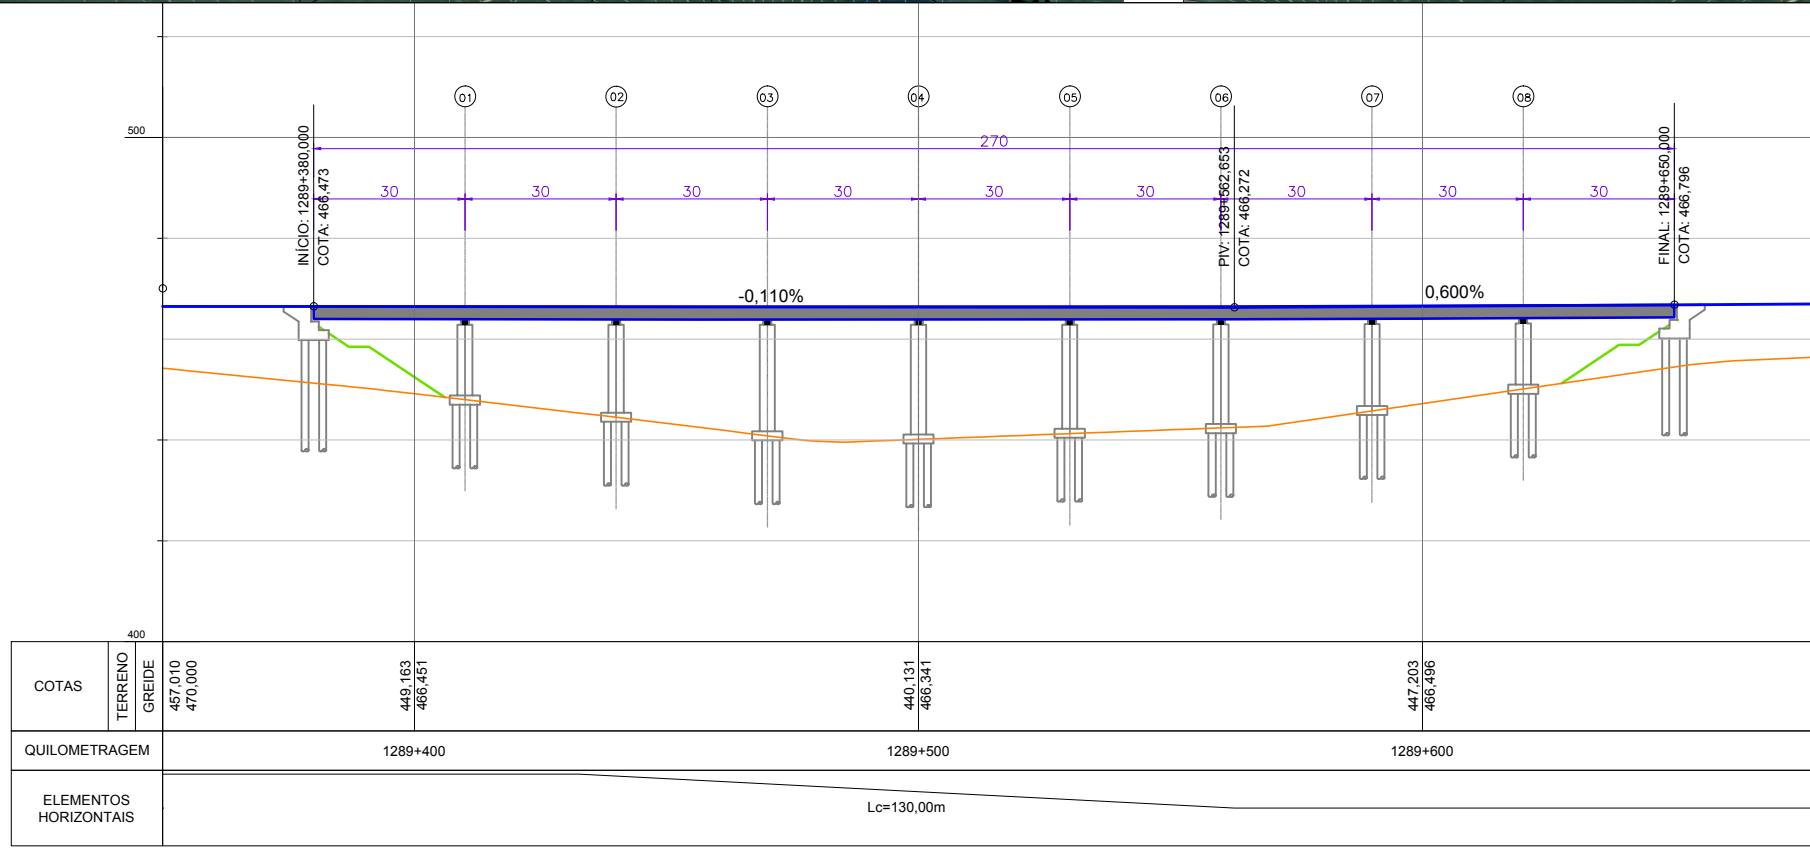 01
02
03
04
05
06
07
08
500
270
30
30
30
30
30
30
30
30
30
INÍCIO: 1289+380,000
COTA: 466,473
PIV: 1289+562,653
COTA: 466,272
FINAL: 1289+650,000
COTA: 466,796
-0,110%
0,600%
400
COTAS
TERRENO
GREIDE
457,010
470,000
449,163
466,451
440,131
466,341
447,203
466,496
QUILOMETRAGEM
1289+400
1289+500
1289+600
ELEMENTOS
HORIZONTAIS
Lc=130,00m